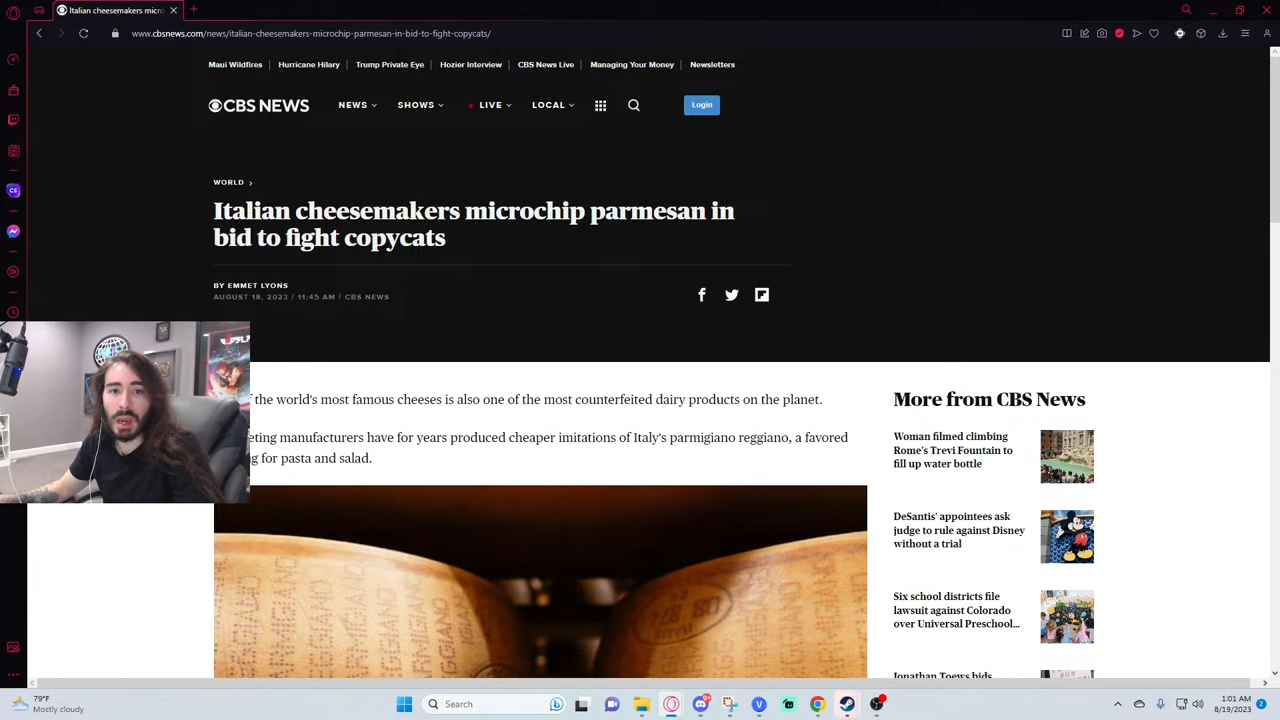 Italian cheesemakers micro
www.cbsnews.com/news/italian-cheesemakers-microchip-parmesan-in-bid-to-fight-copycats/
Maui Wildfires Hurricane Hilary Trump Private Eye Hozier Interview CBS News Live Managing Your Money Newsletters
CBS NEWS NEWS SHOWS LIVE LOCAL Login
WORLD
Italian cheesemakers microchip parmesan in
bid to fight copycats
BY EMMET LYONS
AUGUST 18, 2023 / 11:45 AM / CBS NEWS
the world's most famous cheeses is also one of the most counterfeited dairy products on the planet.
manufacturers have for years produced cheaper imitations of Italy's parmigiano reggiano, a favored
for pasta and salad.
More from CBS News
Woman filmed climbing
Rome's Trevi Fountain to
fill up water bottle
DeSantis' appointees ask
judge to rule against Disney
without a trial
Six school districts file
lawsuit against Colorado
over Universal Preschool...
Jonathan Toews bids
79°F
Mostly cloudy
Search
9+
1:01 AM
8/19/2023
2